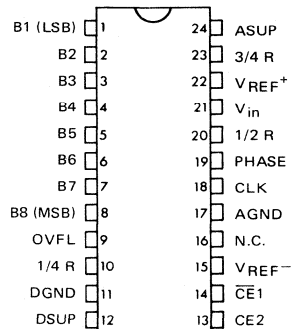 B1 (LSB) 1 24 ASUP
B2 2 23 3/4 R
B3 3 22 VREF+
B4 4 21 Vin
B5 5 20 1/2 R
B6 6 19 PHASE
B7 7 18 CLK
B8 (MSB) 8 17 AGND
OVFL 9 16 N.C.
1/4 R 10 15 VREF−
DGND 11 14 C̅E̅1
DSUP 12 13 CE2